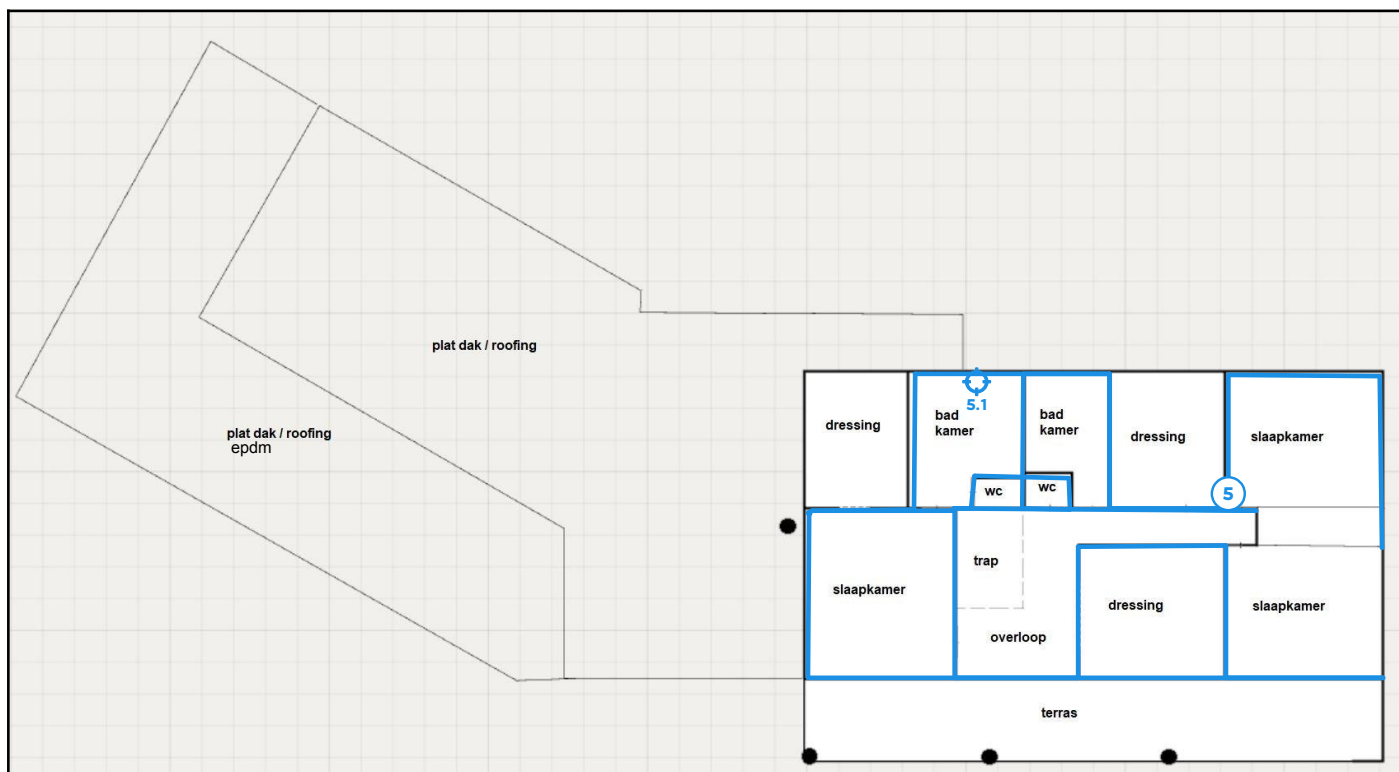 plat dak / roofing
plat dak / roofing
epdm
dressing
bad
kamer
5.1
bad
kamer
dressing
slaapkamer
wc
wc
5
slaapkamer
trap
overloop
dressing
slaapkamer
terras